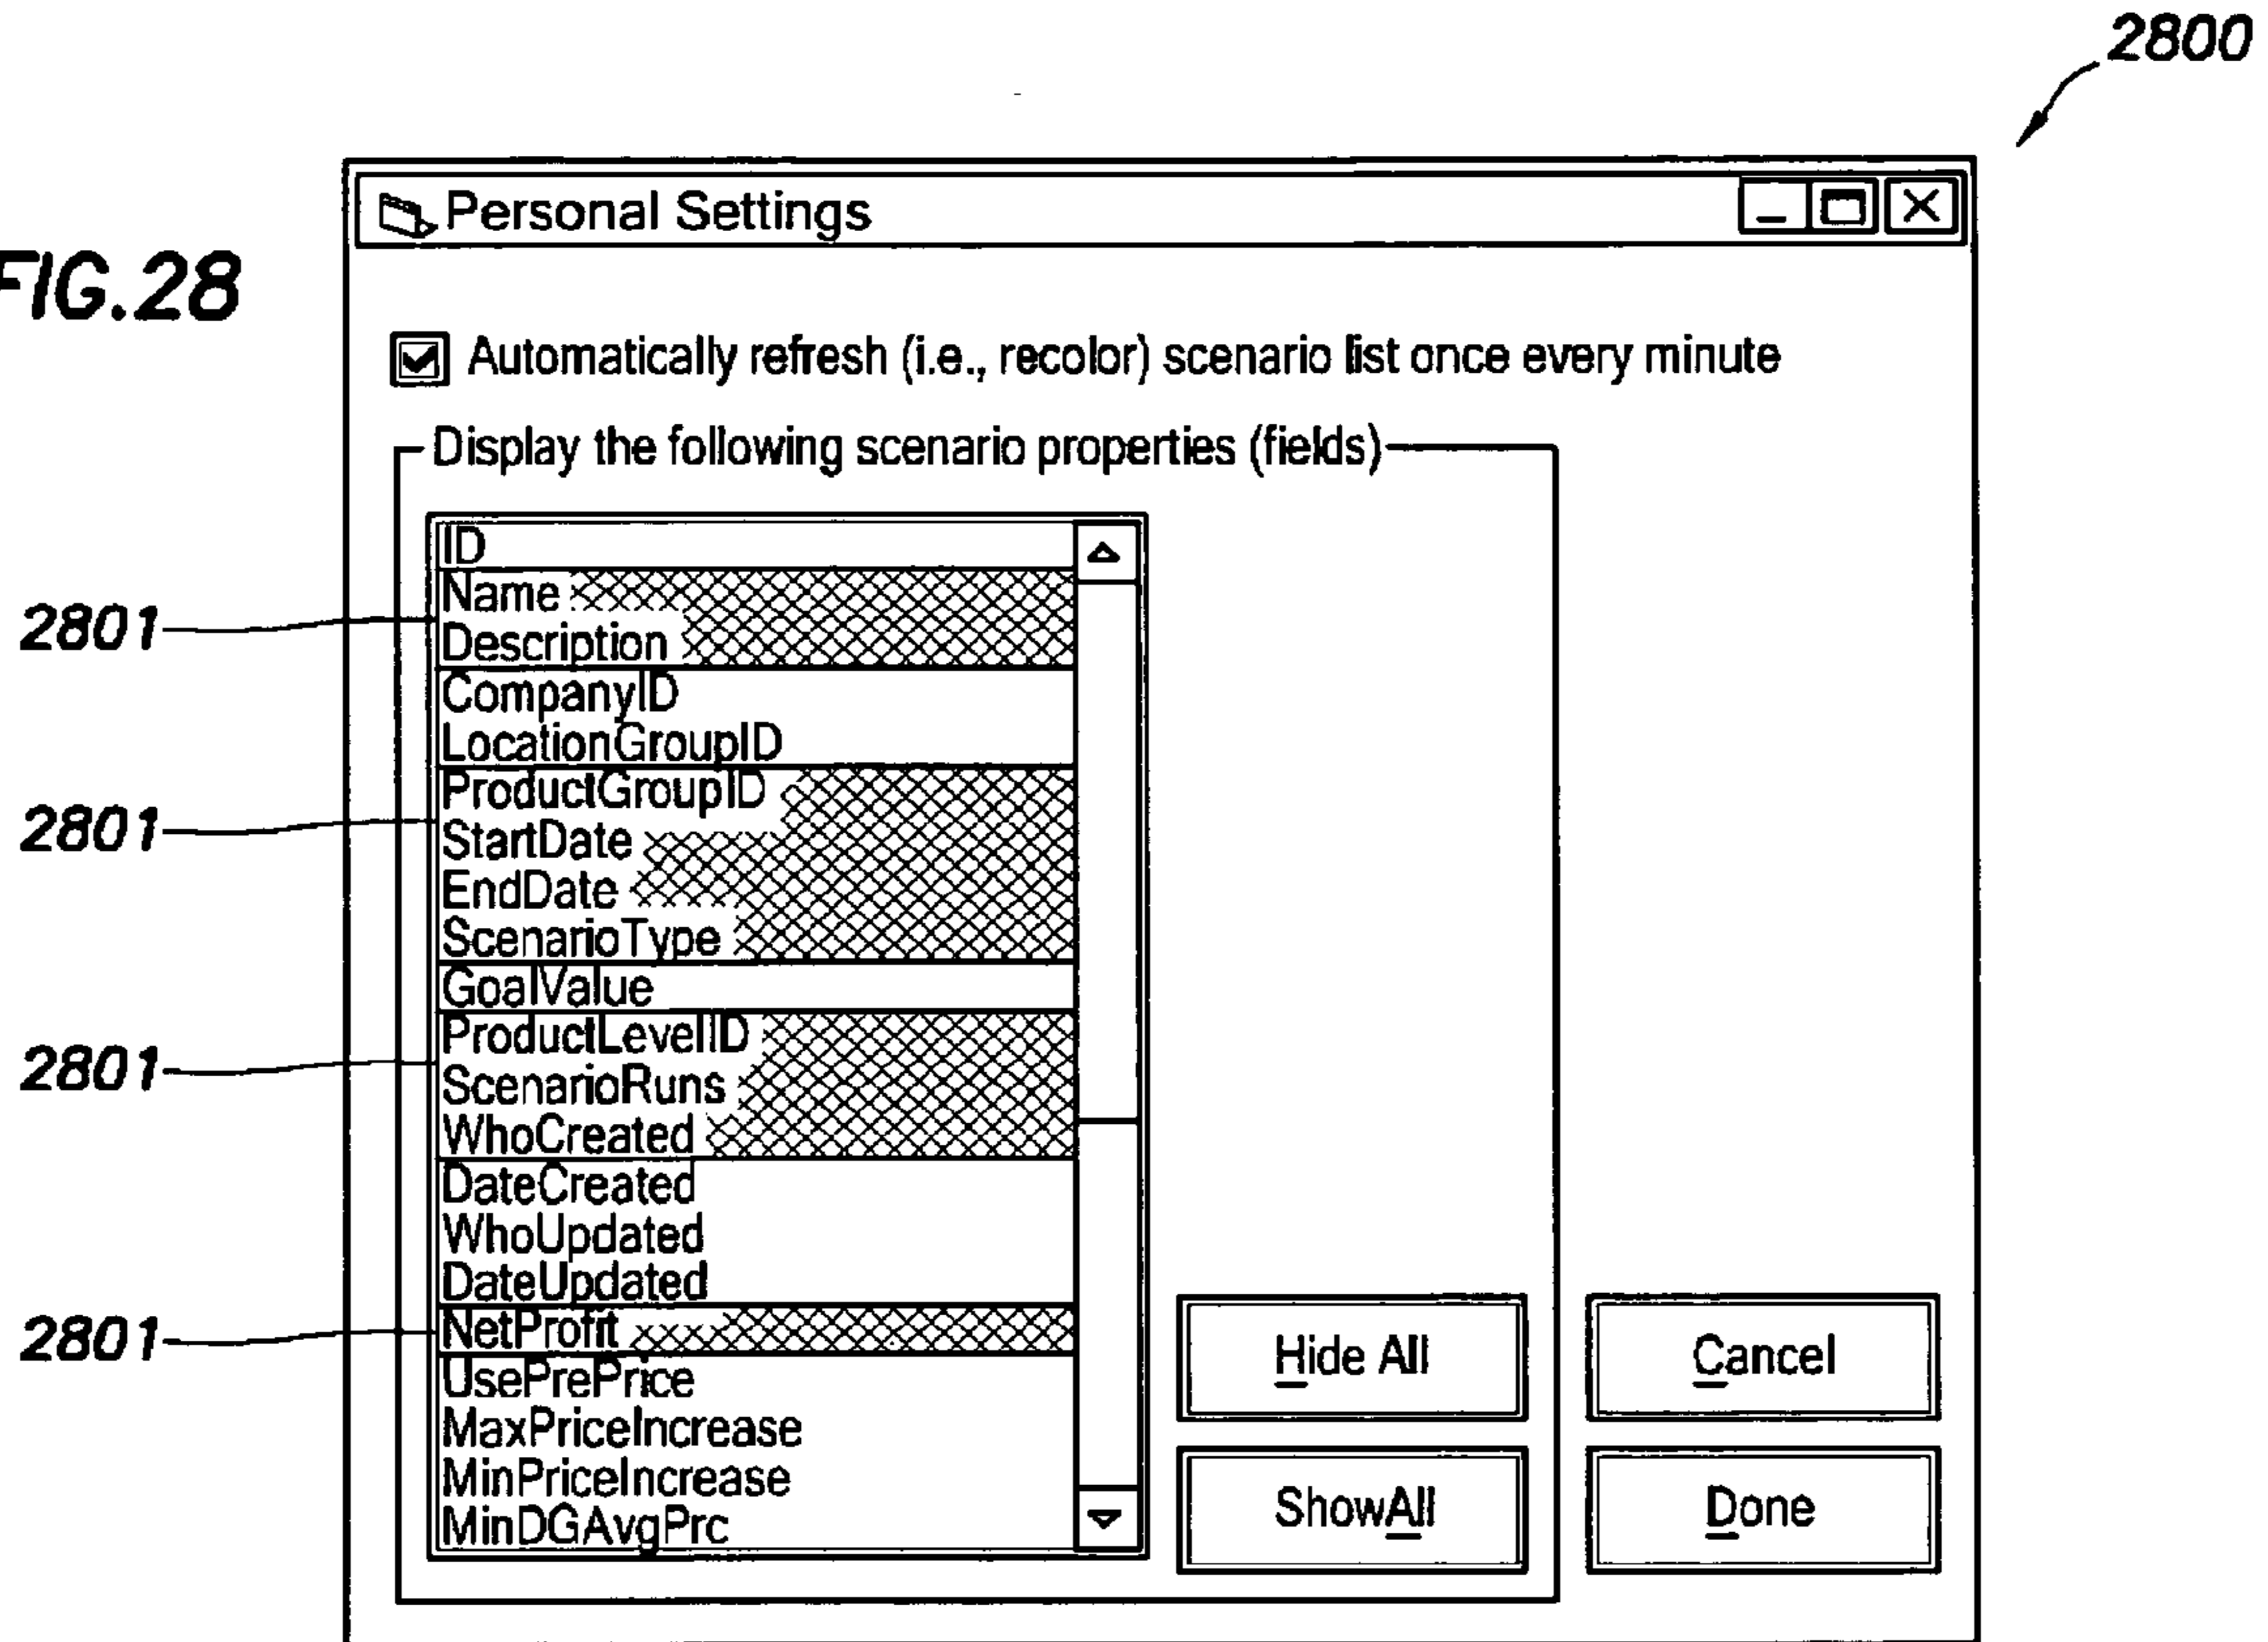 2800
FIG.28
Personal Settings
Automatically refresh (i.e., recolor) scenario list once every minute
Display the following scenario properties (fields)
ID
Name
2801
Description
CompanyID
LocationGroupID
ProductGroupID
2801
StartDate
EndDate
ScenarioType
GoalValue
ProductLevelID
2801
ScenarioRuns
WhoCreated
DateCreated
WhoUpdated
DateUpdated
2801
NetProfit
UsePrePrice
MaxPriceIncrease
MinPriceIncrease
MinDGAvgPrc
Hide All
Cancel
ShowAll
Done